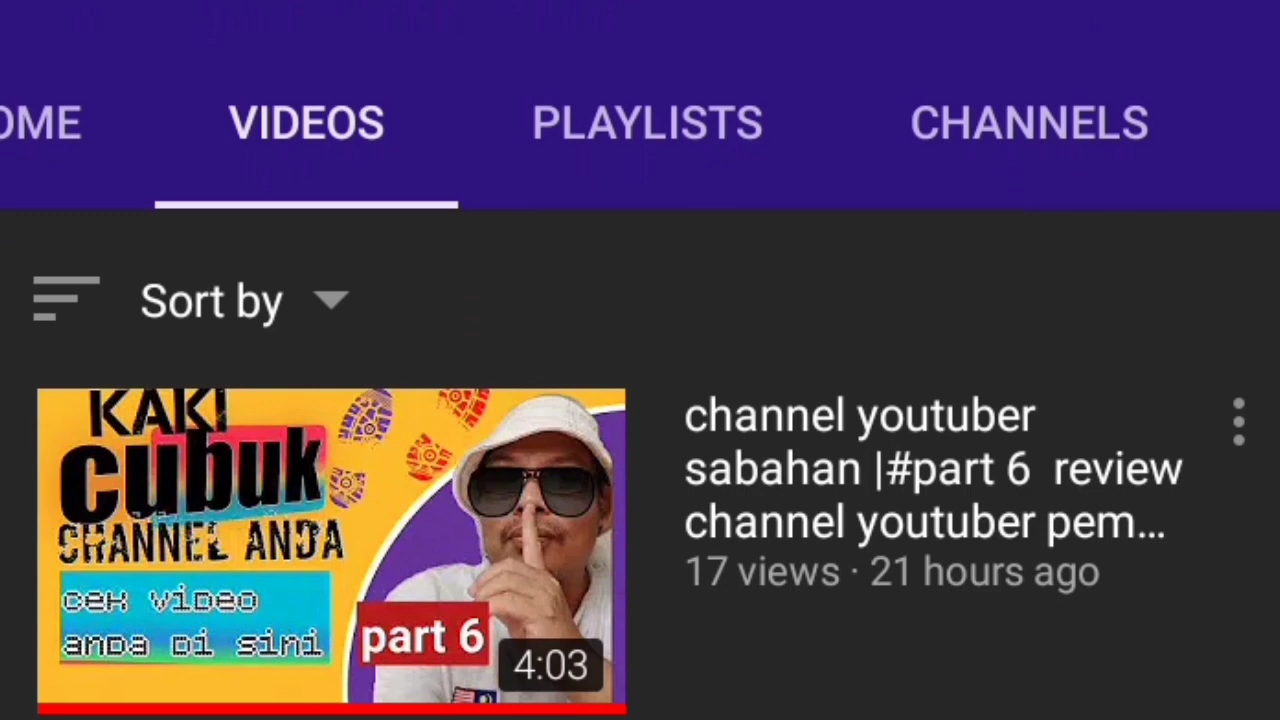 OME VIDEOS PLAYLISTS CHANNELS
Sort by
KAKI
cubuk
CHANNEL ANDA
cek video
anda di sini
part 6
4:03
channel youtuber
sabahan |#part 6 review
channel youtuber pem...
17 views · 21 hours ago